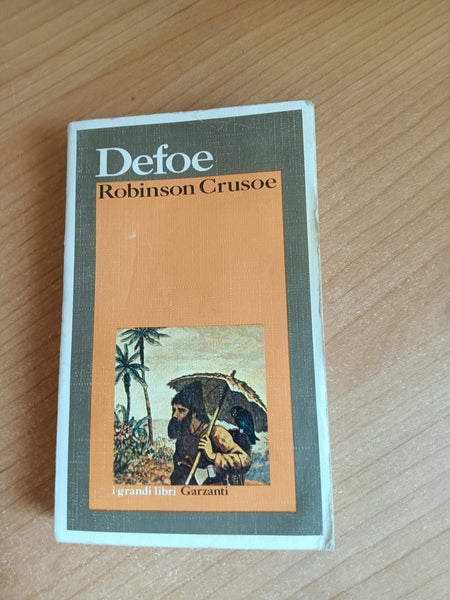 Defoe
Robinson Crusoe
i grandi libri Garzanti